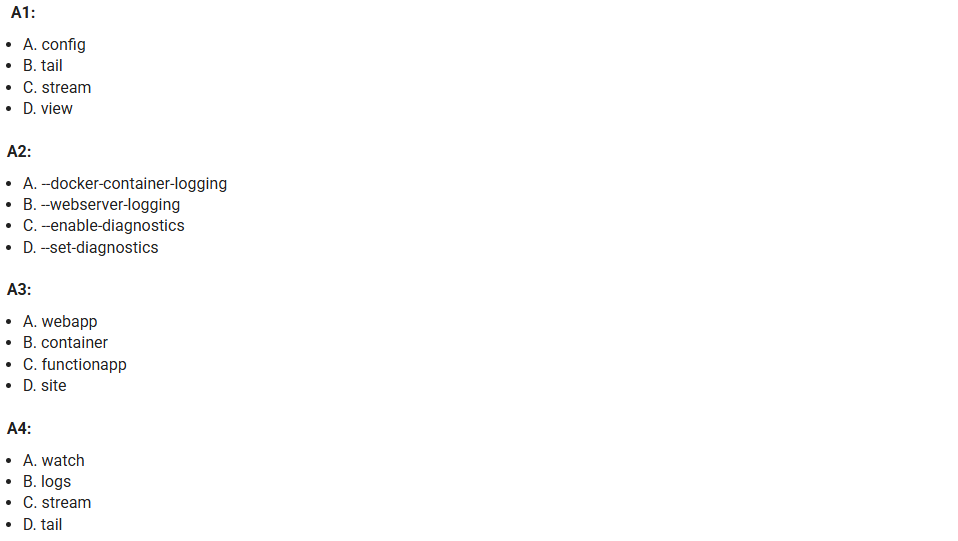 A1:
• A. config
• B. tail
• C. stream
• D. view
A2:
• A. --docker-container-logging
• B. --webserver-logging
• C. --enable-diagnostics
• D. --set-diagnostics
A3:
• A. webapp
• B. container
• C. functionapp
• D. site
A4:
• A. watch
• B. logs
• C. stream
• D. tail